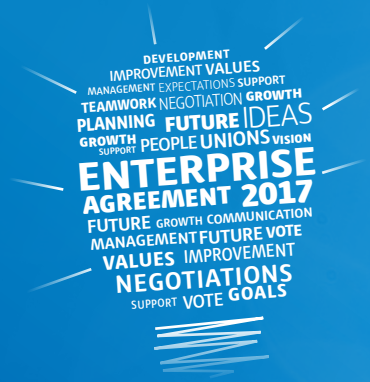 DEVELOPMENT
IMPROVEMENT VALUES
MANAGEMENT EXPECTATIONS SUPPORT
TEAMWORK NEGOTIATION GROWTH
PLANNING FUTURE IDEAS
GROWTH SUPPORT PEOPLE UNIONS VISION
ENTERPRISE
AGREEMENT 2017
FUTURE GROWTH COMMUNICATION
MANAGEMENT FUTURE VOTE
VALUES IMPROVEMENT
NEGOTIATIONS
SUPPORT VOTE GOALS